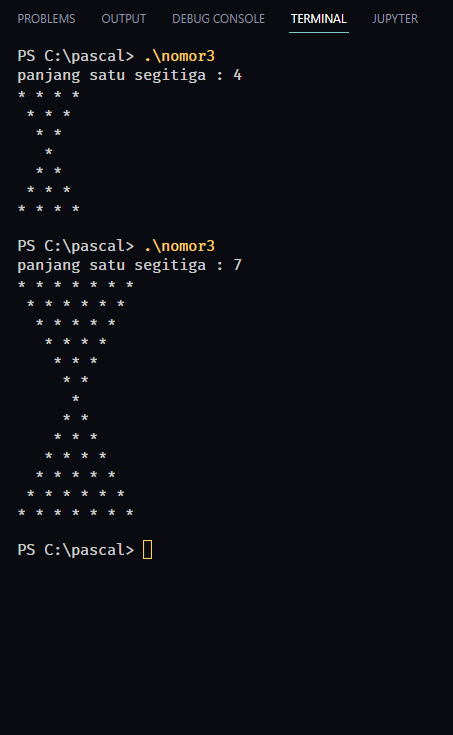 PROBLEMS OUTPUT DEBUG CONSOLE TERMINAL JUPYTER
PS C:\pascal> .\nomor3
panjang satu segitiga : 4
* * * *
 * * *
  * *
   *
  * *
 * * *
* * * *
PS C:\pascal> .\nomor3
panjang satu segitiga : 7
* * * * * * *
 * * * * * *
  * * * * *
   * * * *
    * * *
     * *
      *
     * *
    * * *
   * * * *
  * * * * *
 * * * * * *
* * * * * * *
PS C:\pascal>